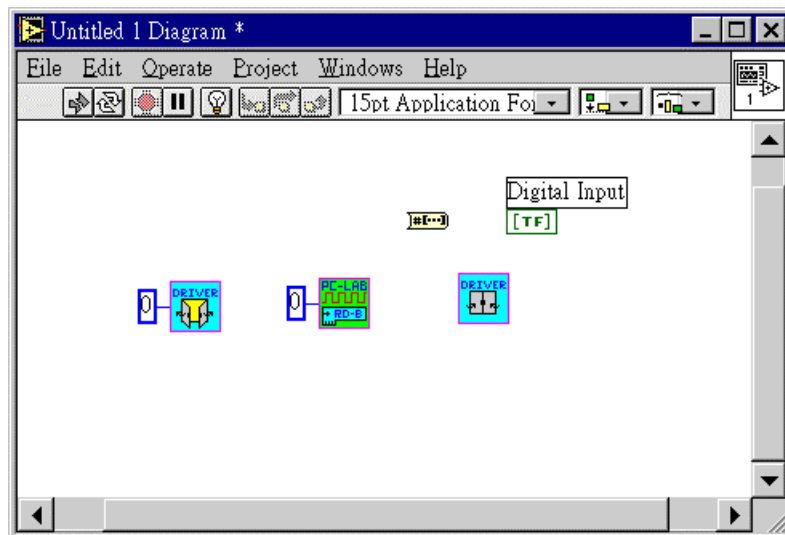 Untitled 1 Diagram *
File Edit Operate Project Windows Help
15pt Application Fo
1
Digital Input
#[...]
[TF]
0 DRIVER
0 PC-LAB
RD-B
DRIVER